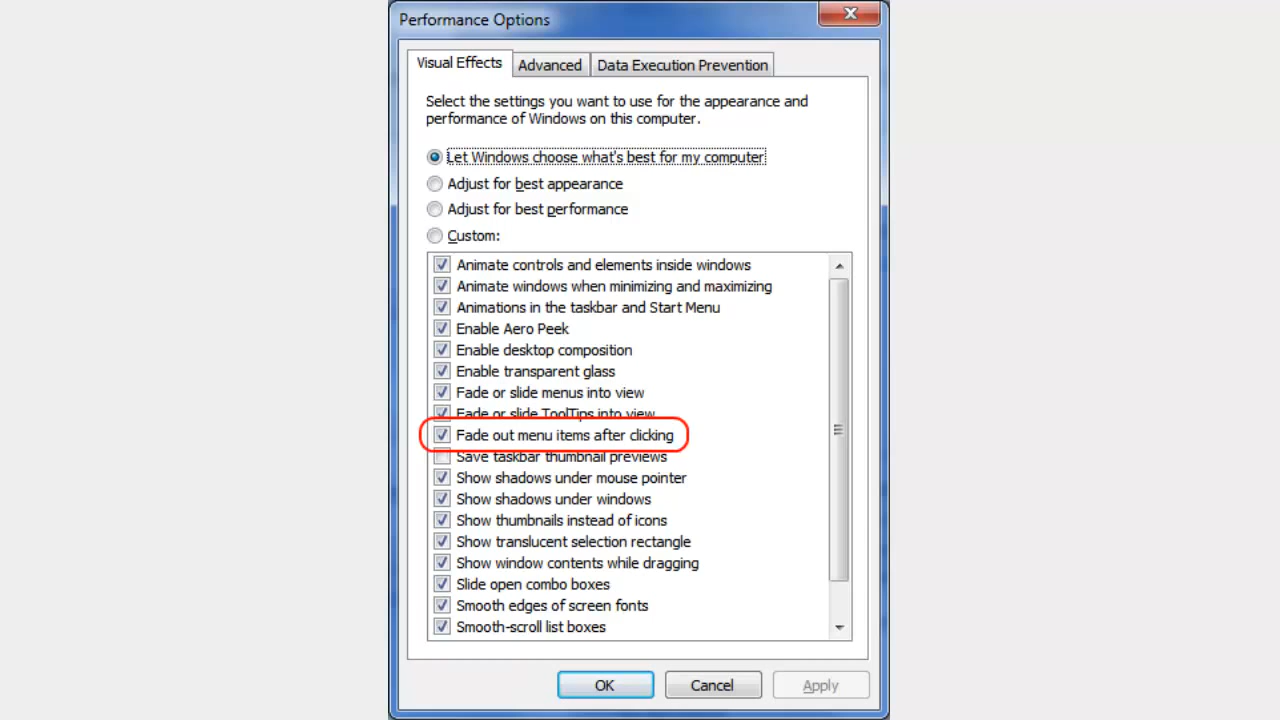 Performance Options
Visual Effects
Advanced
Data Execution Prevention
Select the settings you want to use for the appearance and
performance of Windows on this computer.
Let Windows choose what's best for my computer
Adjust for best appearance
Adjust for best performance
Custom:
Animate controls and elements inside windows
Animate windows when minimizing and maximizing
Animations in the taskbar and Start Menu
Enable Aero Peek
Enable desktop composition
Enable transparent glass
Fade or slide menus into view
Fade or slide ToolTips into view
Fade out menu items after clicking
Save taskbar thumbnail previews
Show shadows under mouse pointer
Show shadows under windows
Show thumbnails instead of icons
Show translucent selection rectangle
Show window contents while dragging
Slide open combo boxes
Smooth edges of screen fonts
Smooth-scroll list boxes
OK
Cancel
Apply